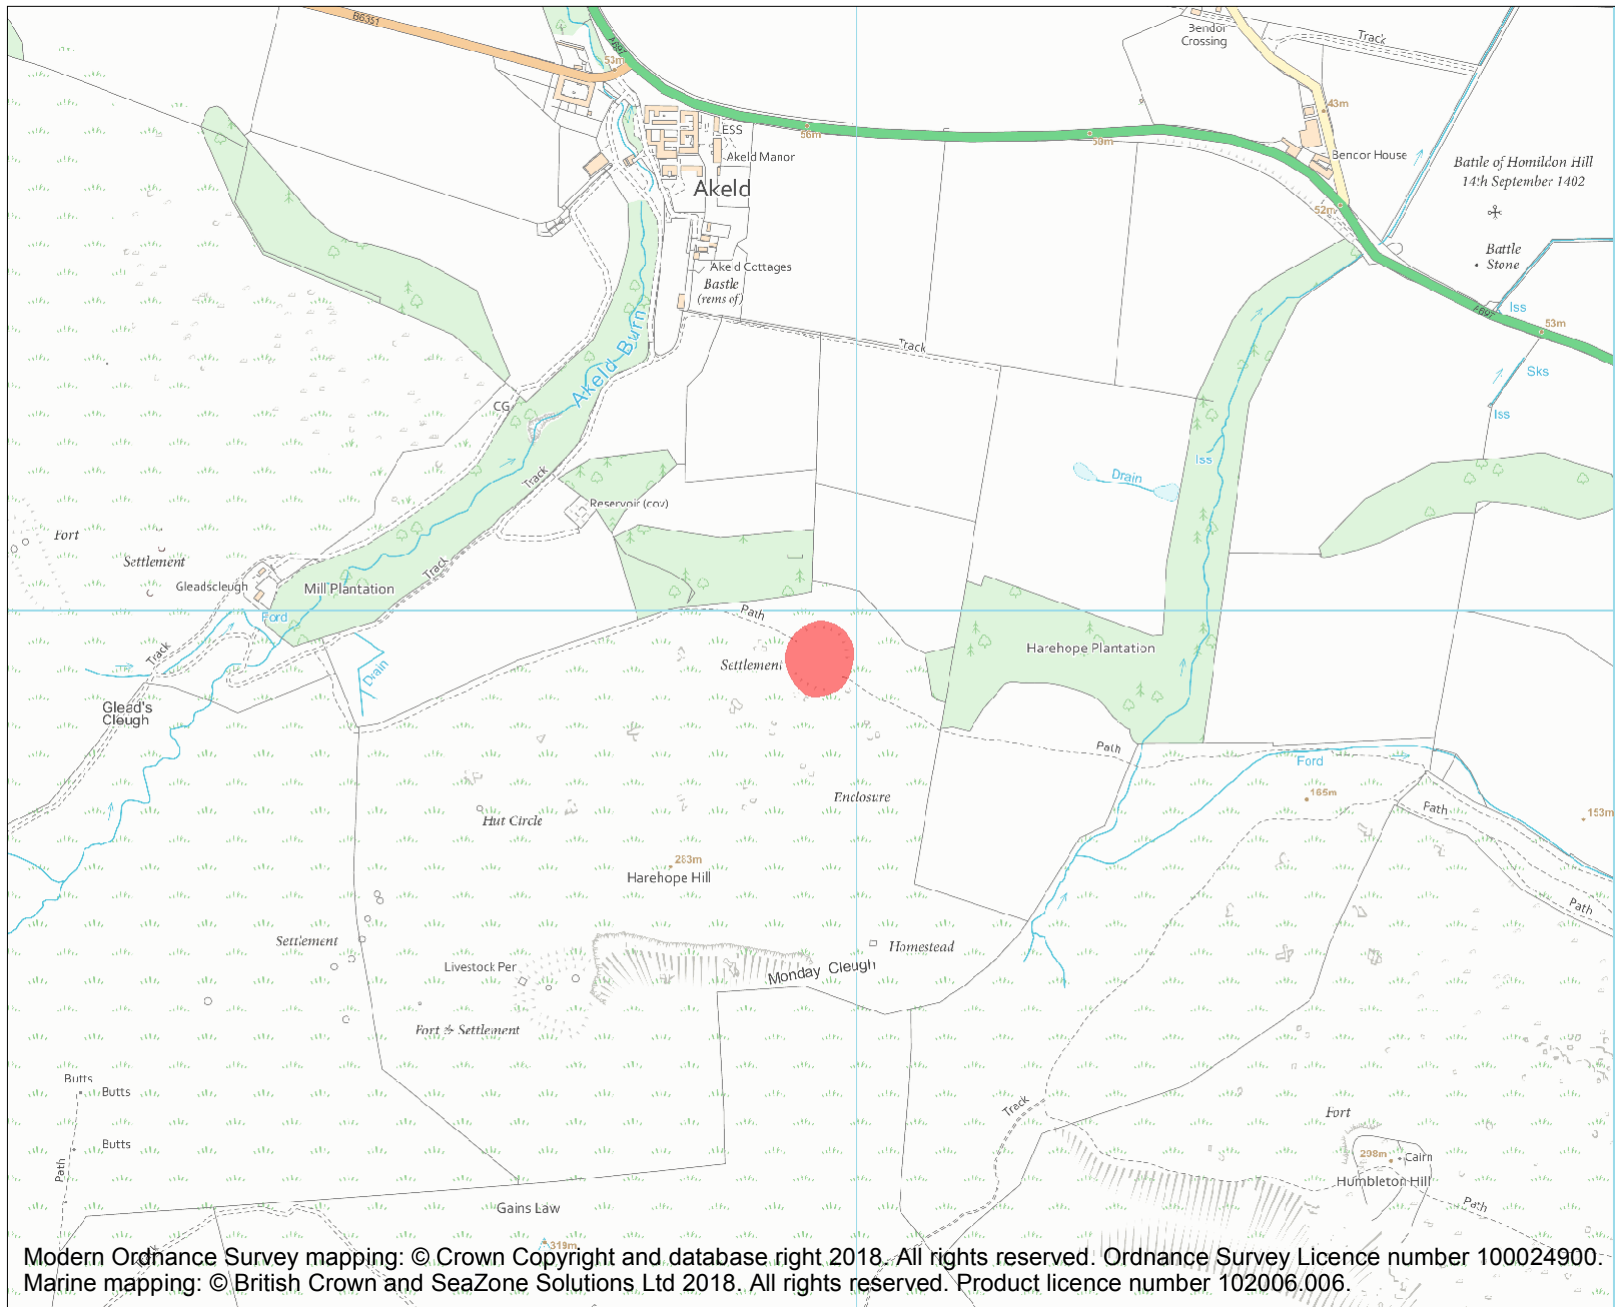 B6351
A697
53m
Bendor
Crossing
Track
43m
ESS
Akeld Manor
56m
50m
Bencor House
Akeld
Battle of Homildon Hill
14th September 1402
52m
Battle
Stone
Ake d Cottages
Bastle
(rems of)
Iss
A697
53m
Akeld Burn
Track
Sks
Iss
CG
Iss
Drain
Track
Reservoir (cov)
Fort
Settlement
Gleadscleugh
Track
Mill Plantation
Ford
Path
Track
Harehope Plantation
Settlement
Drain
Glead's
Cleugh
Path
Ford
165m
Path
153m
Enclosure
Hut Circle
283m
Harehope Hill
Path
Settlement
Homestead
Livestock Pen
Monday Cleugh
Fort & Settlement
Butts
Butts
Track
Fort
Butts
Path
298m
Cairn
Humbleton Hill
Path
Gains Law
319m
Track
Modern Ordnance Survey mapping: © Crown Copyright and database right 2018. All rights reserved. Ordnance Survey Licence number 100024900.
Marine mapping: © British Crown and SeaZone Solutions Ltd 2018. All rights reserved. Product licence number 102006.006.